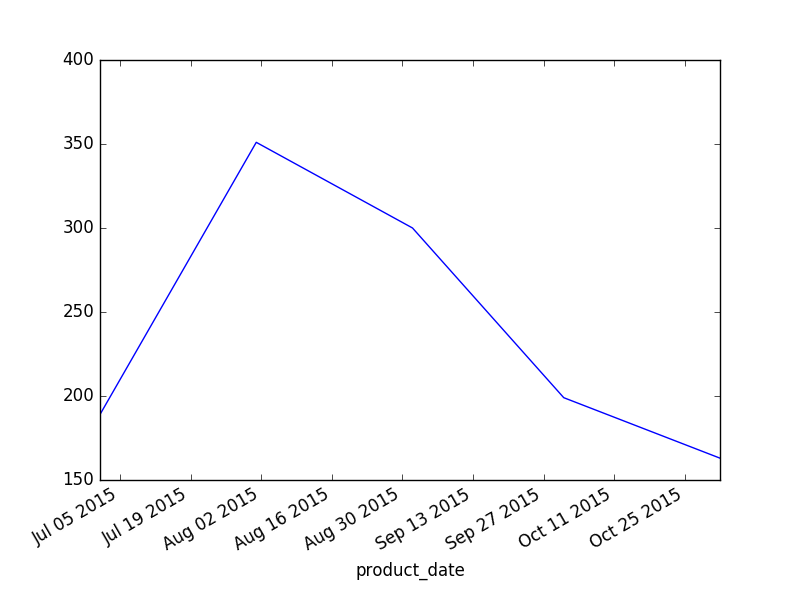 400
350
300
250
200
150
Jul 05 2015
Jul 19 2015
Aug 02 2015
Aug 16 2015
Aug 30 2015
Sep 13 2015
Sep 27 2015
Oct 11 2015
Oct 25 2015
product_date